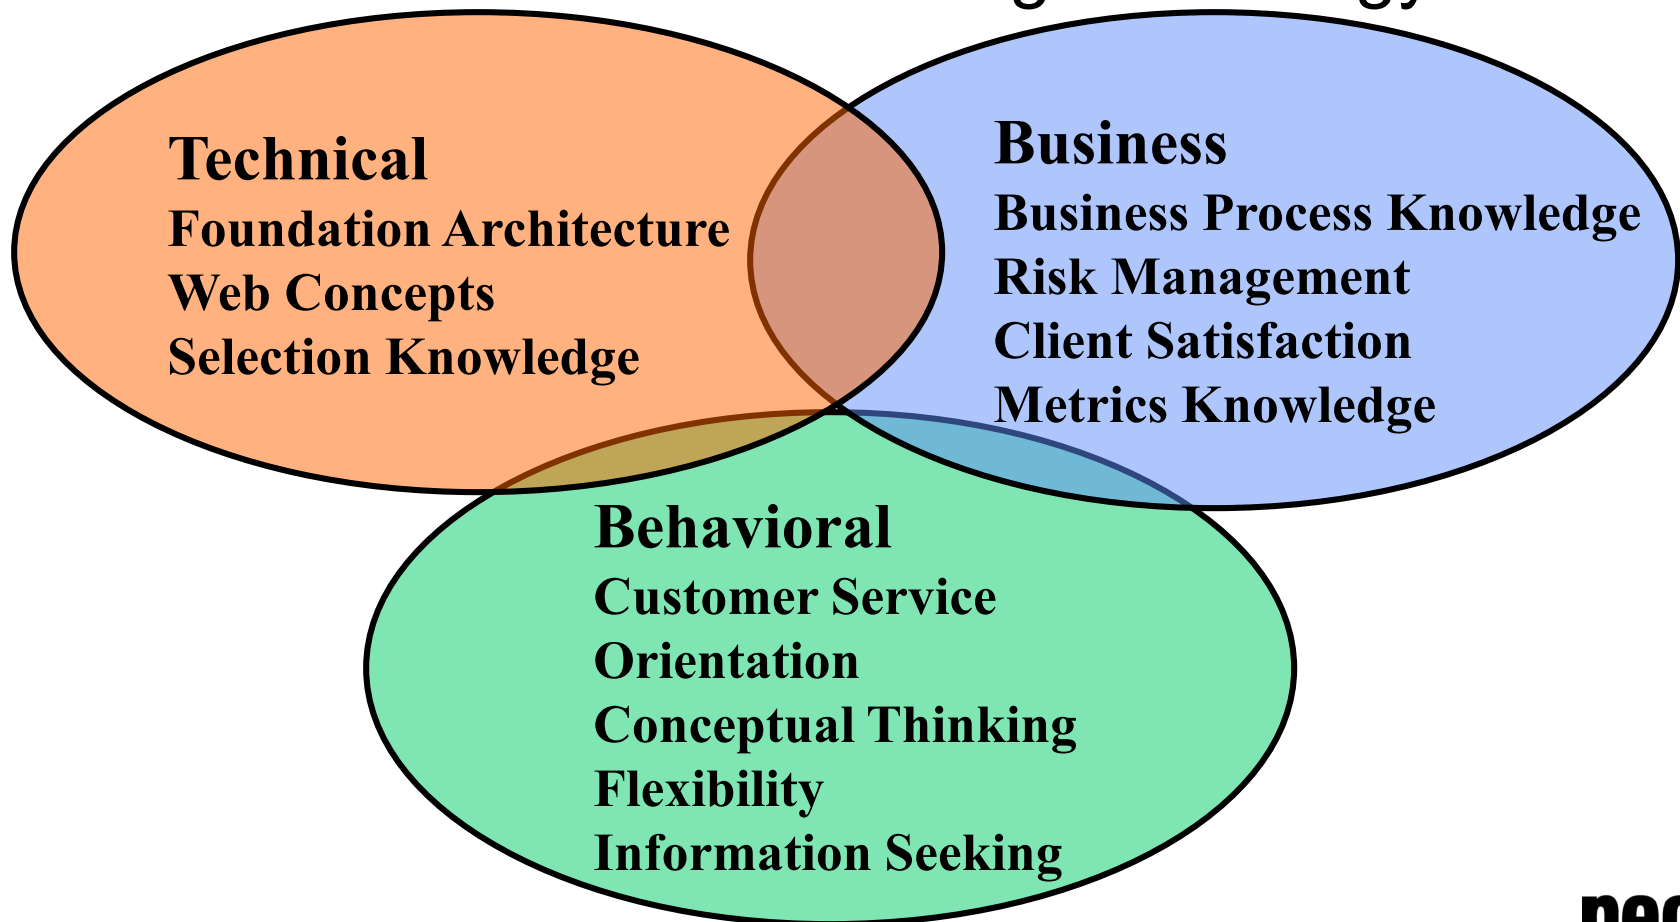 Technical
Foundation Architecture
Web Concepts
Selection Knowledge
Business
Business Process Knowledge
Risk Management
Client Satisfaction
Metrics Knowledge
Behavioral
Customer Service
Orientation
Conceptual Thinking
Flexibility
Information Seeking